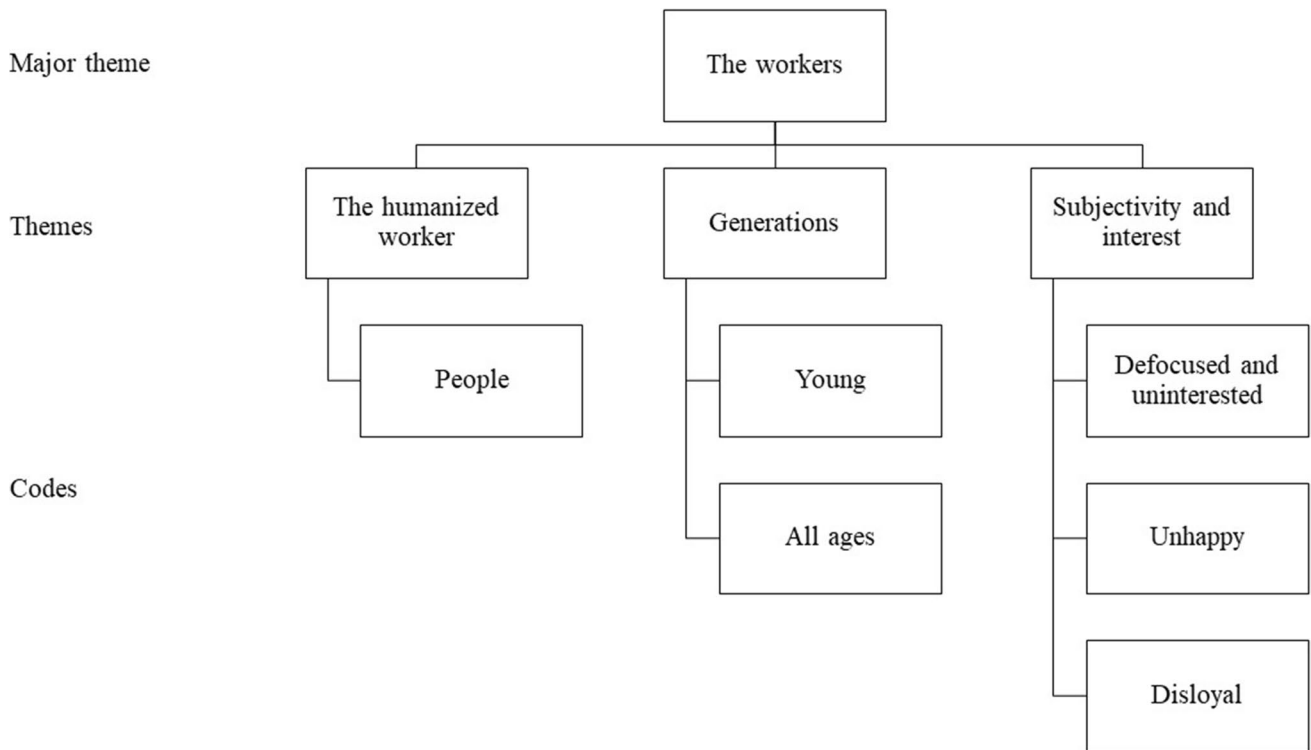 Major theme
The workers
Themes
The humanized
worker
Generations
Subjectivity and
interest
People
Young
Defocused and
uninterested
Codes
All ages
Unhappy
Disloyal